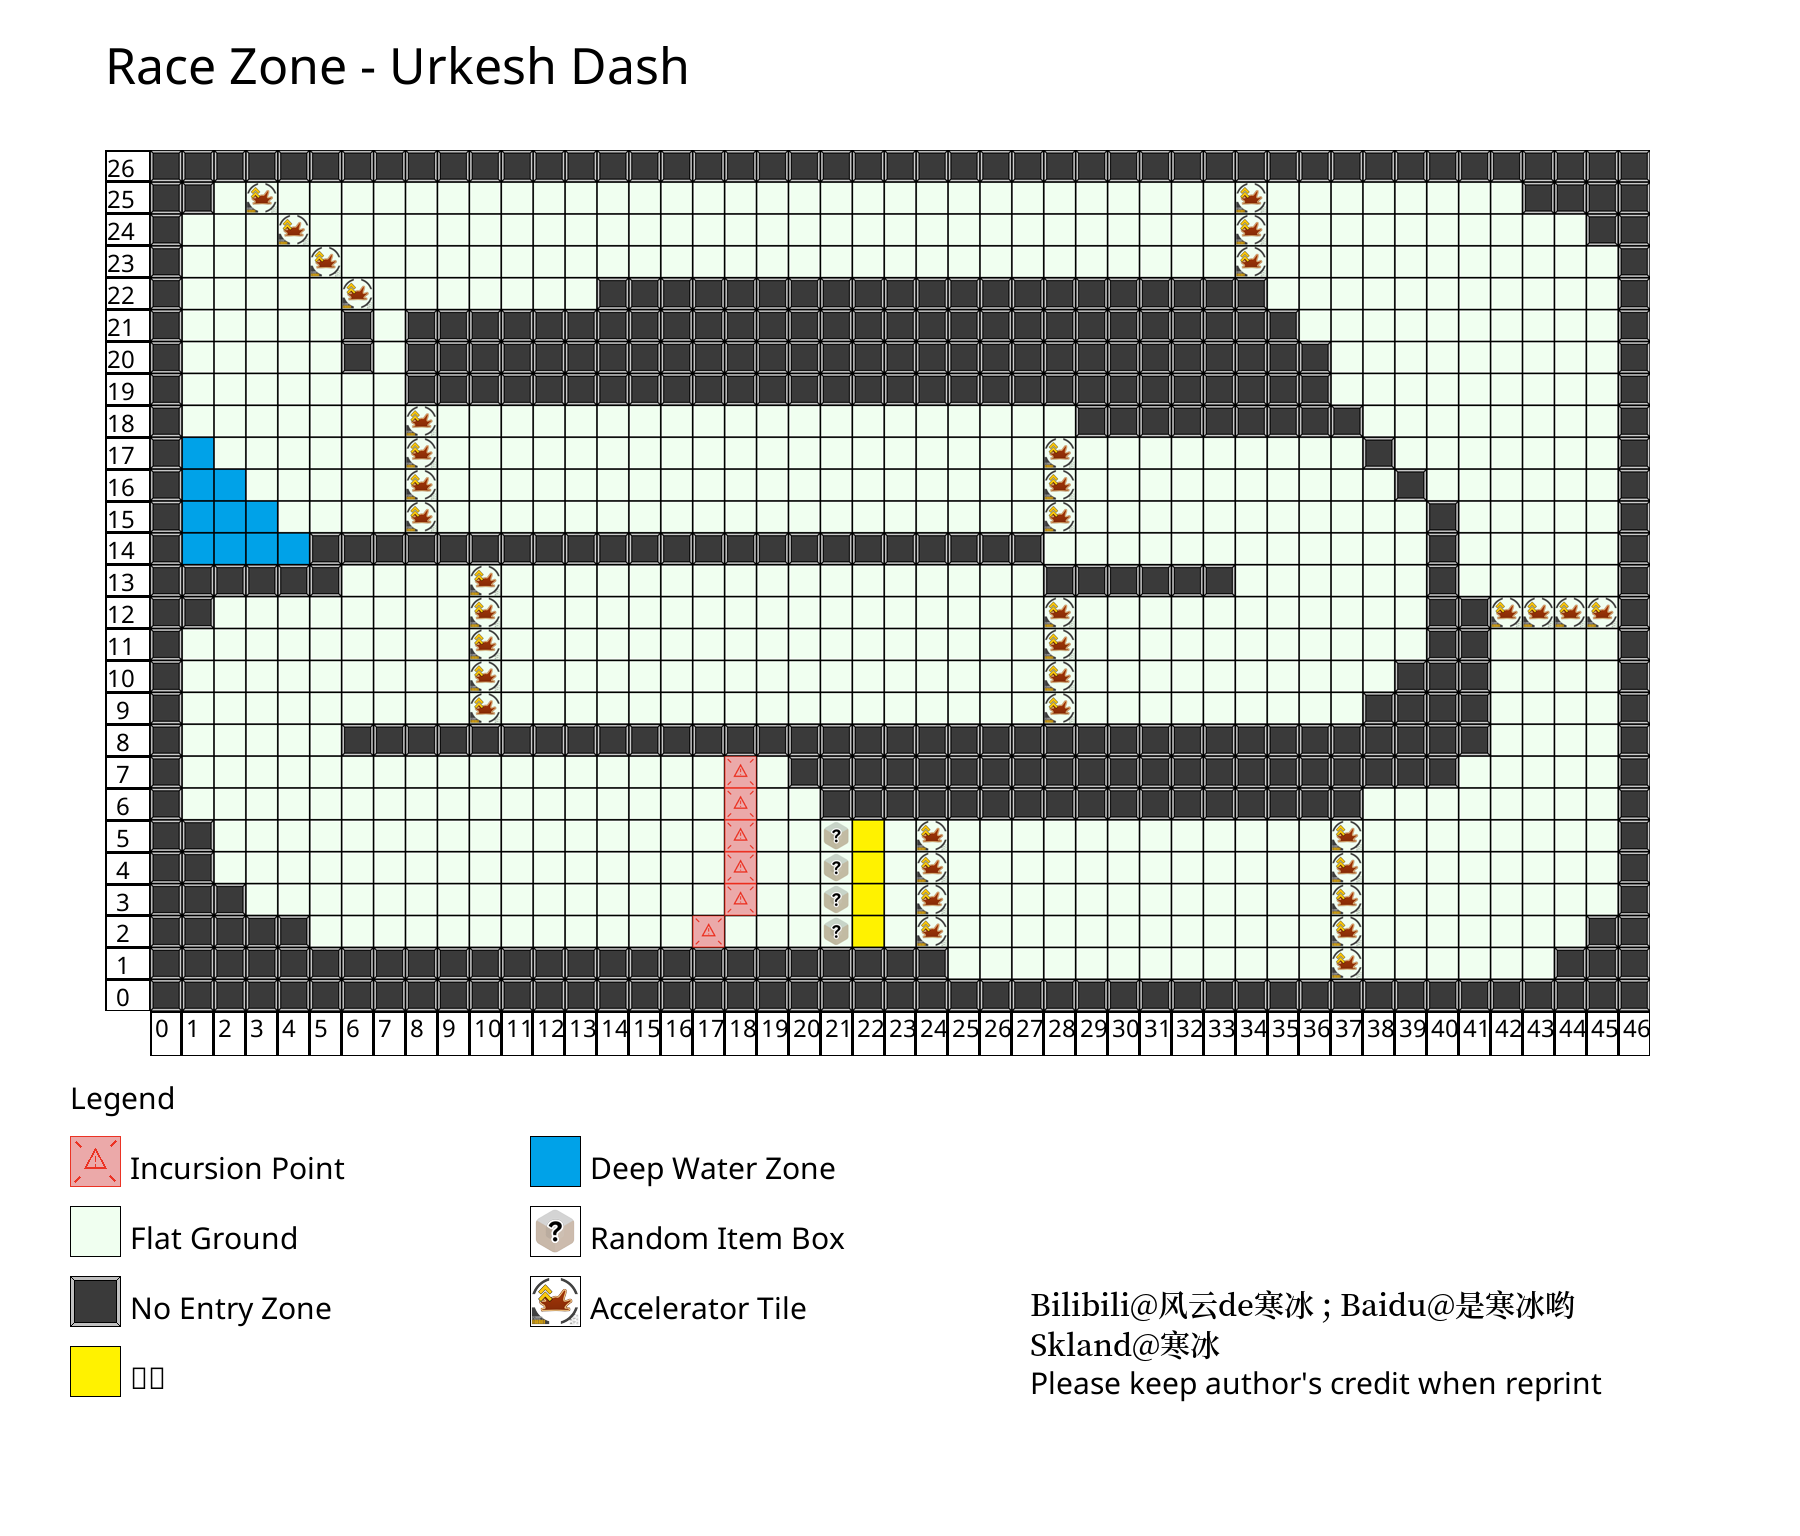 Race Zone - Urkesh Dash
26
25
24
23
22
21
20
19
18
17
16
15
14
13
12
11
10
9
8
7
6
5
4
3
2
1
0
0 1 2 3 4 5 6 7 8 9 10 11 12 13 14 15 16 17 18 19 20 21 22 23 24 25 26 27 28 29 30 31 32 33 34 35 36 37 38 39 40 41 42 43 44 45 46
Legend
Incursion Point
Deep Water Zone
Flat Ground
? Random Item Box
No Entry Zone
Accelerator Tile
Bilibili@风云de寒冰 ; Baidu@是寒冰哟
Skland@寒冰
Please keep author's credit when reprint